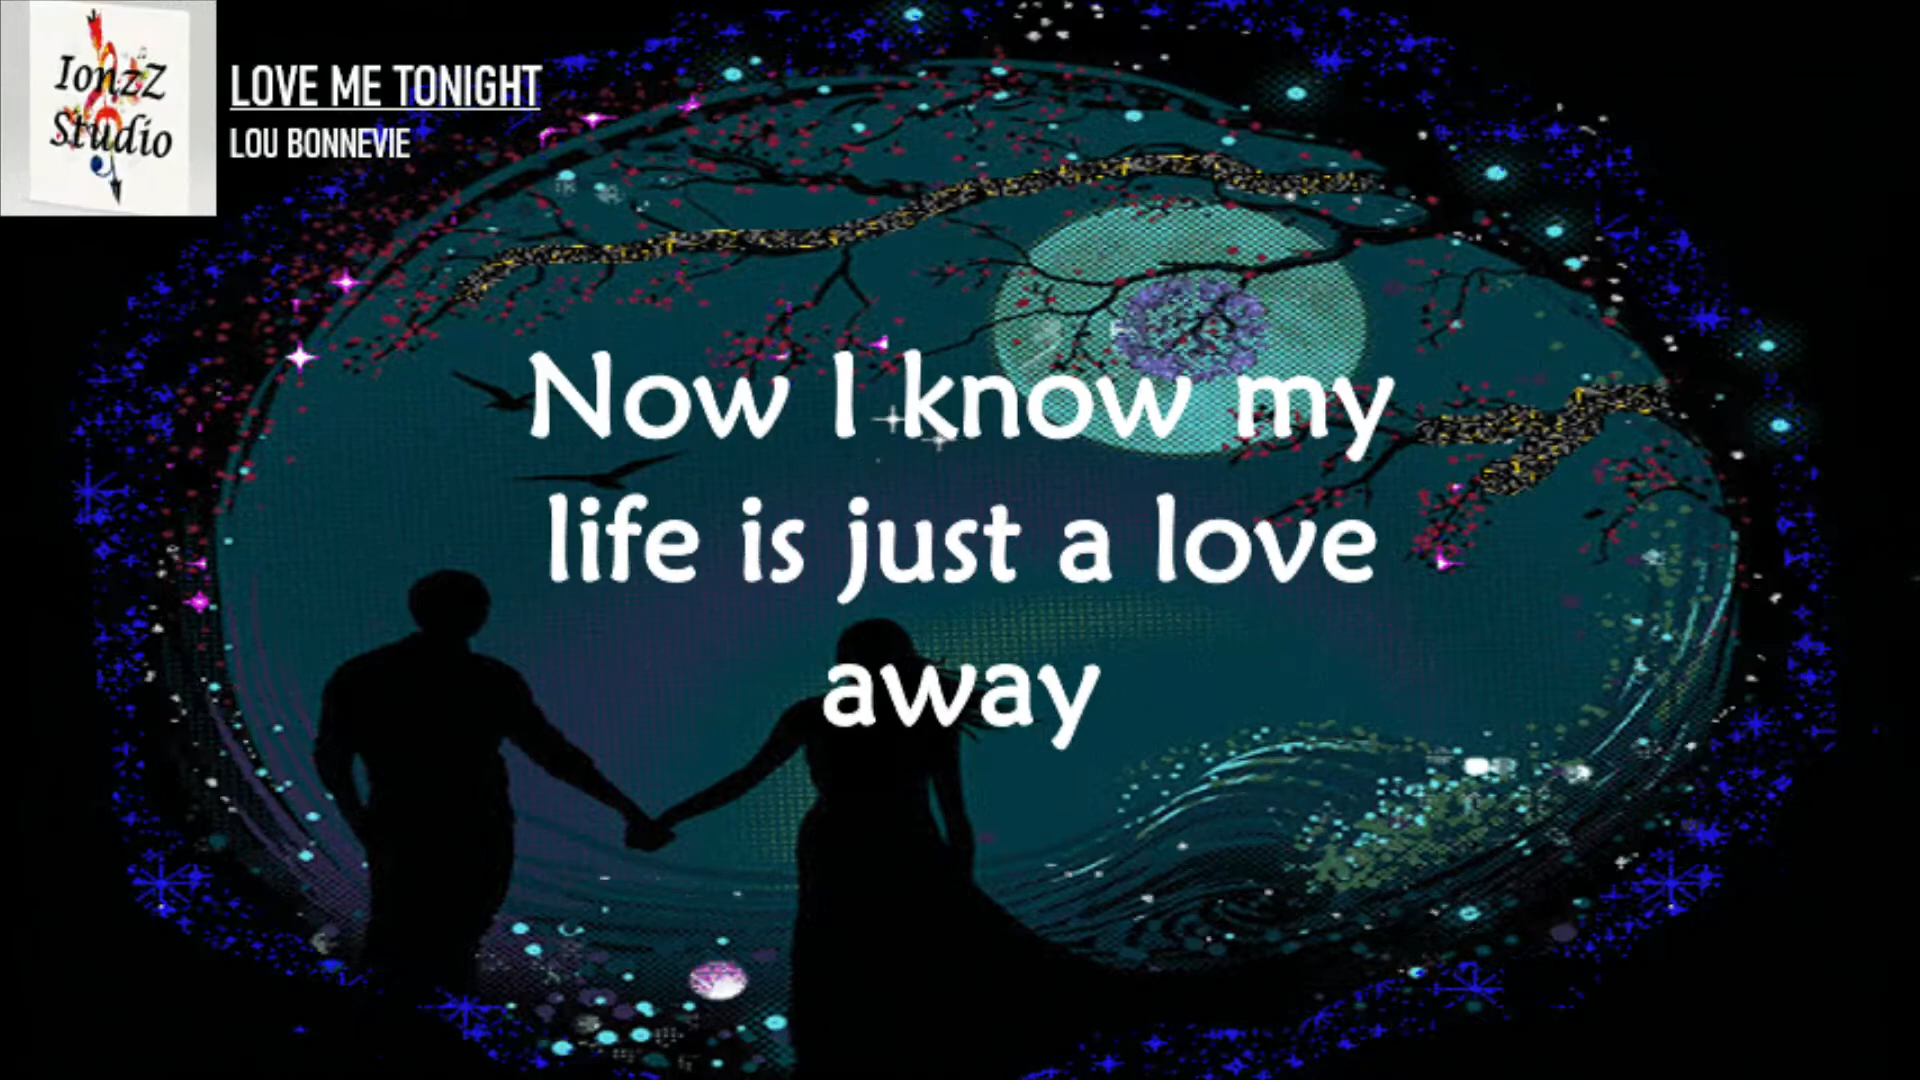 IonzZ
Studio
LOVE ME TONIGHT
LOU BONNEVIE
Now I know my
life is just a love
away